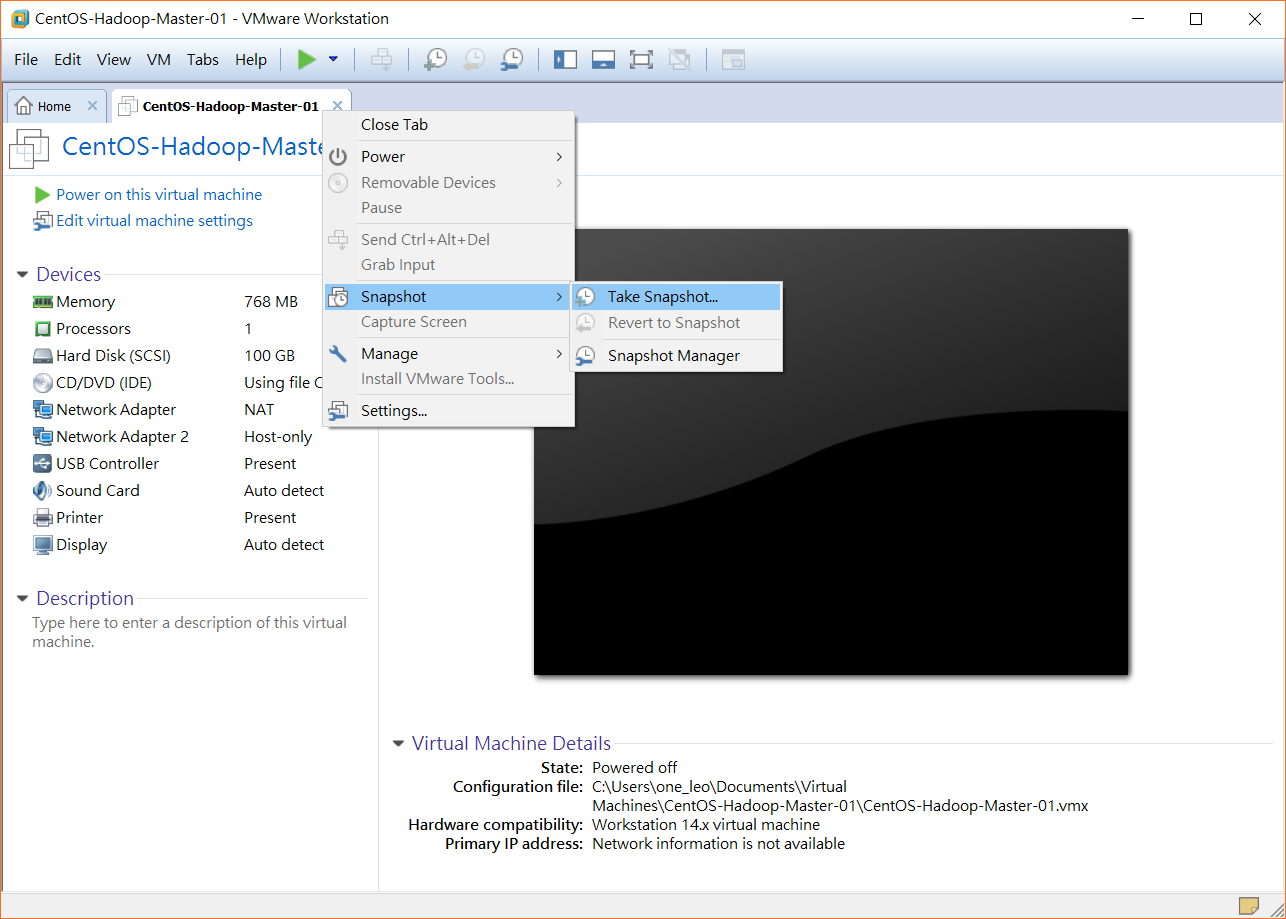 CentOS-Hadoop-Master-01 - VMware Workstation
File Edit View VM Tabs Help
Home CentOS-Hadoop-Master-01
CentOS-Hadoop-Maste
Power on this virtual machine
Edit virtual machine settings
Devices
Memory 768 MB
Processors 1
Hard Disk (SCSI) 100 GB
CD/DVD (IDE) Using file C
Network Adapter NAT
Network Adapter 2 Host-only
USB Controller Present
Sound Card Auto detect
Printer Present
Display Auto detect
Description
Type here to enter a description of this virtual
machine.
Close Tab
Power
Removable Devices
Pause
Send Ctrl+Alt+Del
Grab Input
Snapshot
Capture Screen
Manage
Install VMware Tools...
Settings...
Take Snapshot...
Revert to Snapshot
Snapshot Manager
Virtual Machine Details
State: Powered off
Configuration file: C:\Users\one_leo\Documents\Virtual
Machines\CentOS-Hadoop-Master-01\CentOS-Hadoop-Master-01.vmx
Hardware compatibility: Workstation 14.x virtual machine
Primary IP address: Network information is not available